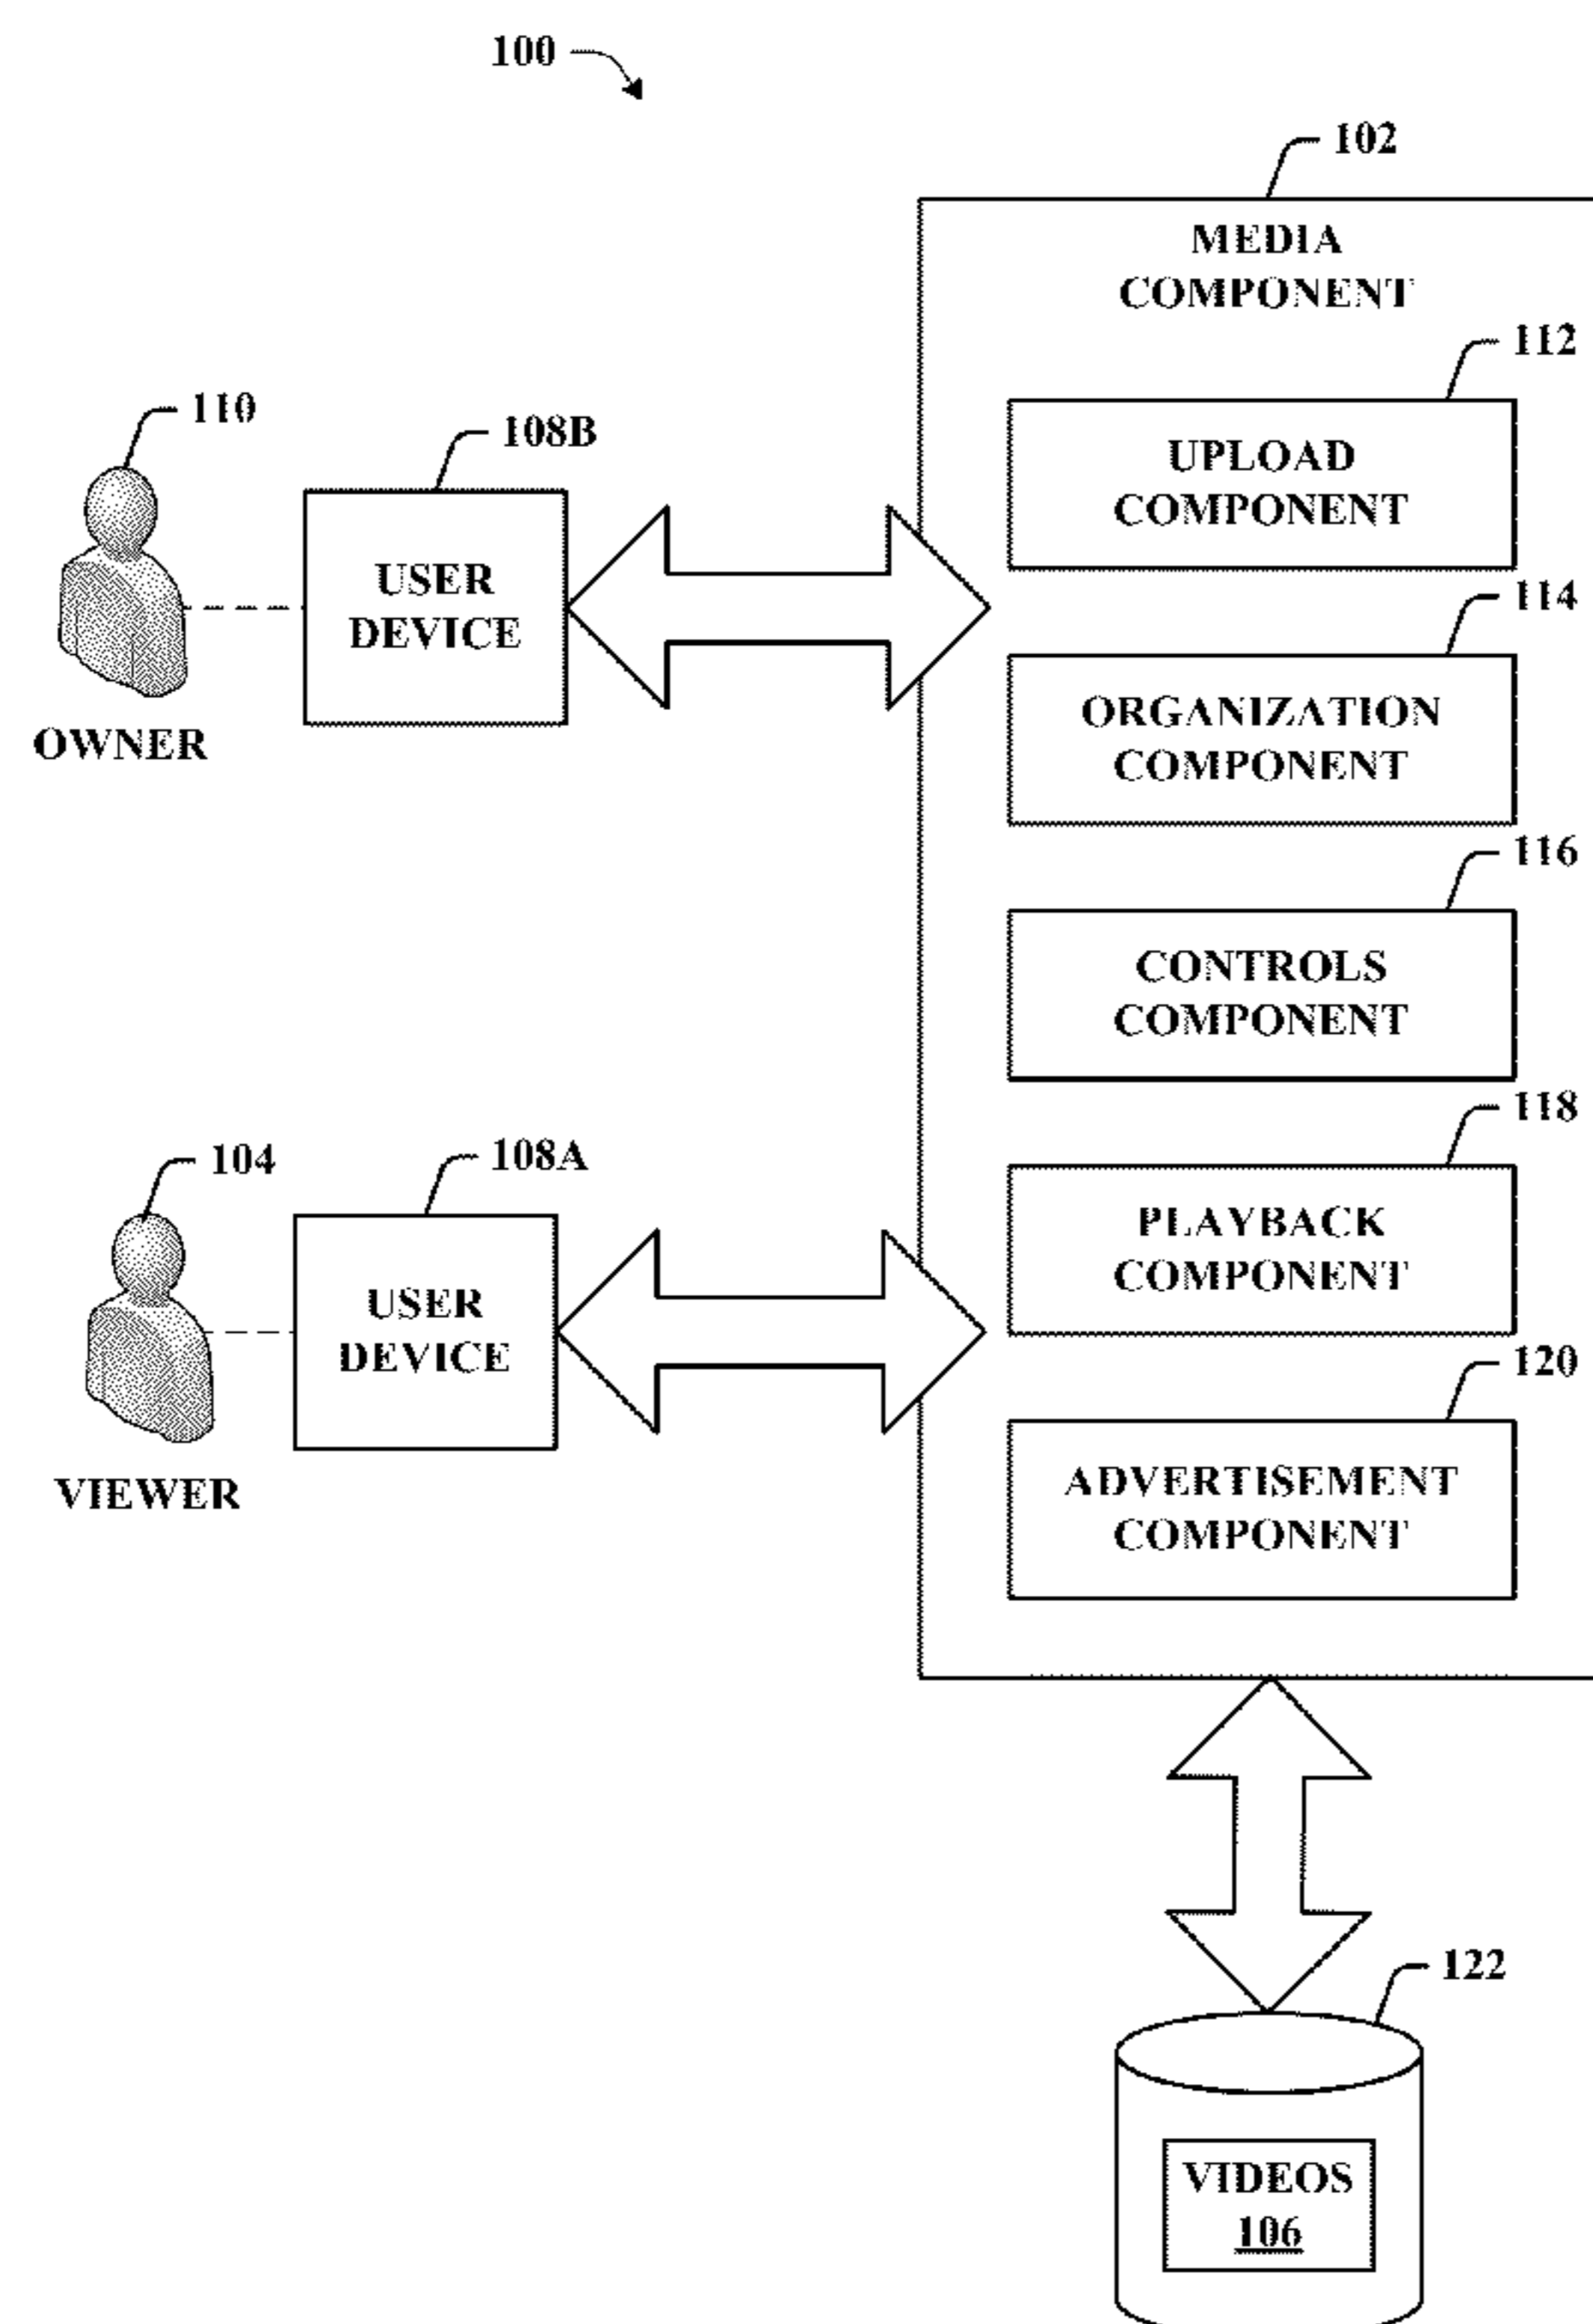 100
102
MEDIA
COMPONENT
112
UPLOAD
COMPONENT
110
108B
USER
DEVICE
OWNER
114
ORGANIZATION
COMPONENT
116
CONTROLS
COMPONENT
118
PLAYBACK
COMPONENT
104
108A
USER
DEVICE
VIEWER
120
ADVERTISEMENT
COMPONENT
122
VIDEOS
106